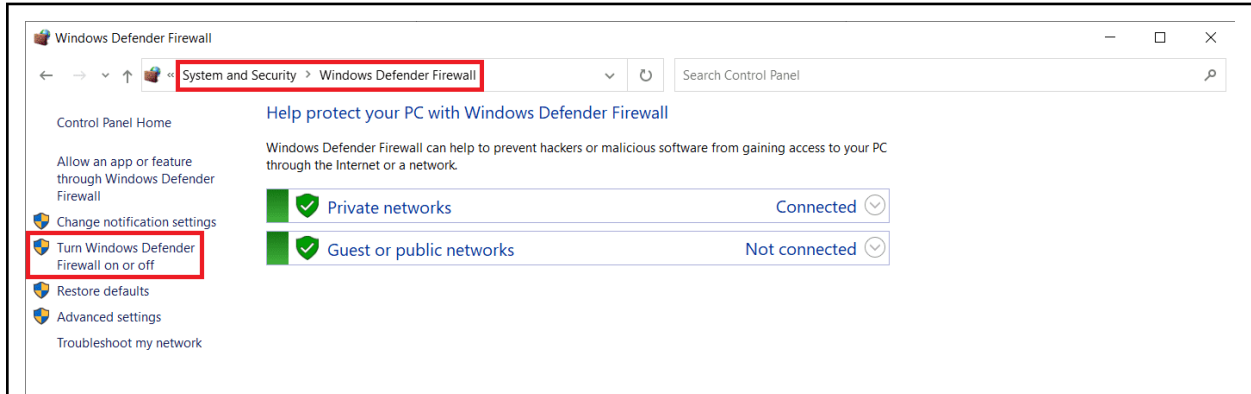 Windows Defender Firewall
« System and Security > Windows Defender Firewall
Search Control Panel
Control Panel Home
Allow an app or feature
through Windows Defender
Firewall
Change notification settings
Turn Windows Defender
Firewall on or off
Restore defaults
Advanced settings
Troubleshoot my network
Help protect your PC with Windows Defender Firewall
Windows Defender Firewall can help to prevent hackers or malicious software from gaining access to your PC
through the Internet or a network.
Private networks Connected
Guest or public networks Not connected